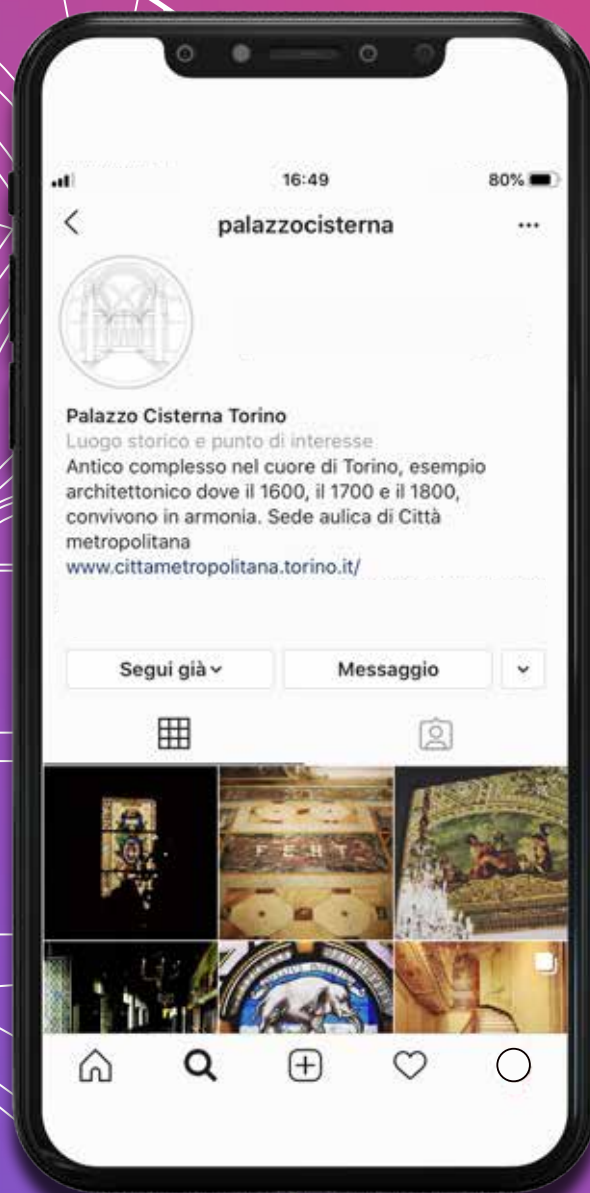 16:49
80%
palazzocisterna
Palazzo Cisterna Torino
Luogo storico e punto di interesse
Antico complesso nel cuore di Torino, esempio
architettonico dove il 1600, il 1700 e il 1800,
convivono in armonia. Sede aulica di Città
metropolitana
www.cittametropolitana.torino.it/
Segui già
Messaggio
FERT